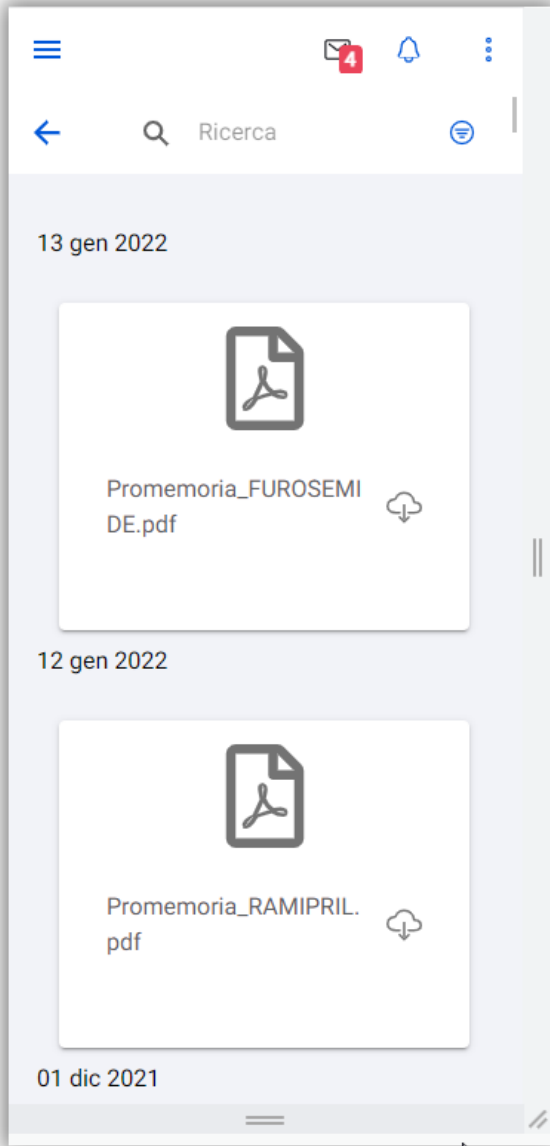 4
Ricerca
13 gen 2022
Promemoria_FUROSEMI
DE.pdf
12 gen 2022
Promemoria_RAMIPRIL.
pdf
01 dic 2021